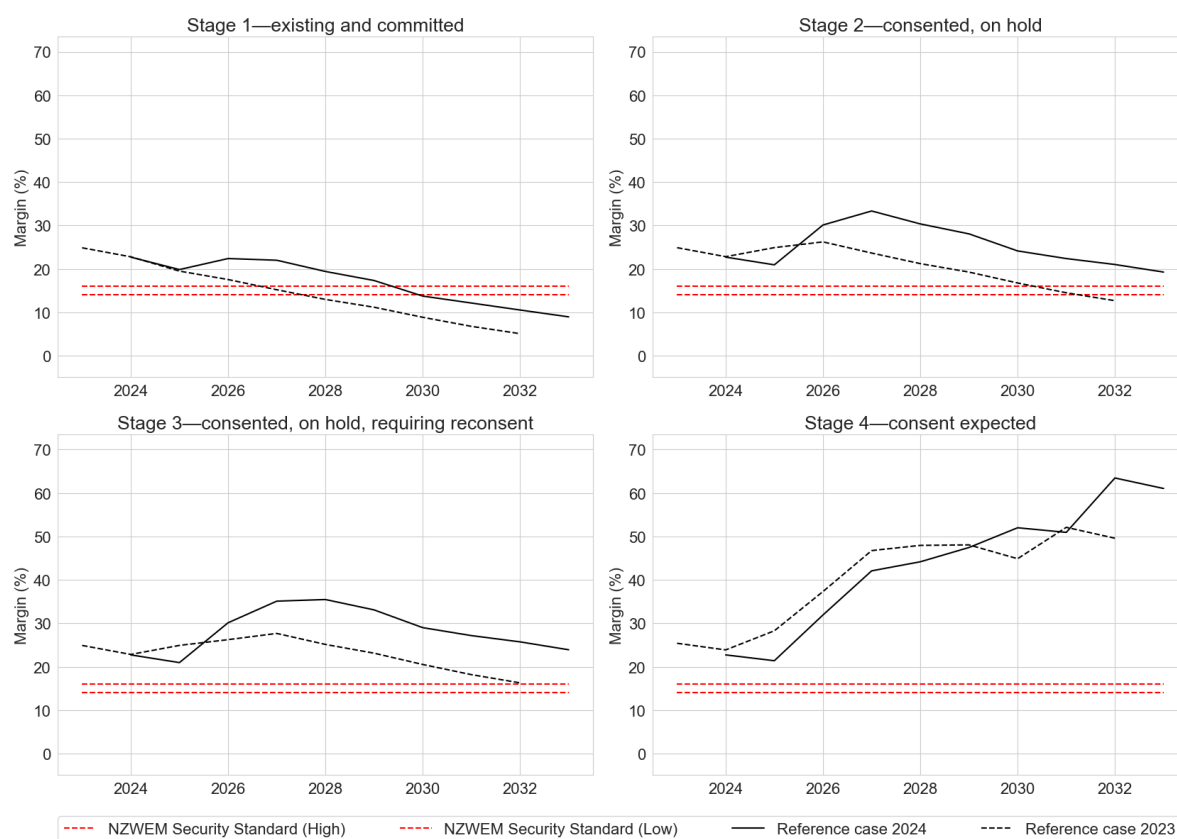 Stage 1—existing and committed
Stage 2—consented, on hold
70
60
50
40
30
20
10
0
Margin (%)
2024 2026 2028 2030 2032
70
60
50
40
30
20
10
0
Margin (%)
2024 2026 2028 2030 2032
Stage 3—consented, on hold, requiring reconsent
Stage 4—consent expected
70
60
50
40
30
20
10
0
Margin (%)
2024 2026 2028 2030 2032
70
60
50
40
30
20
10
0
Margin (%)
2024 2026 2028 2030 2032
NZWEM Security Standard (High) NZWEM Security Standard (Low) Reference case 2024 Reference case 2023